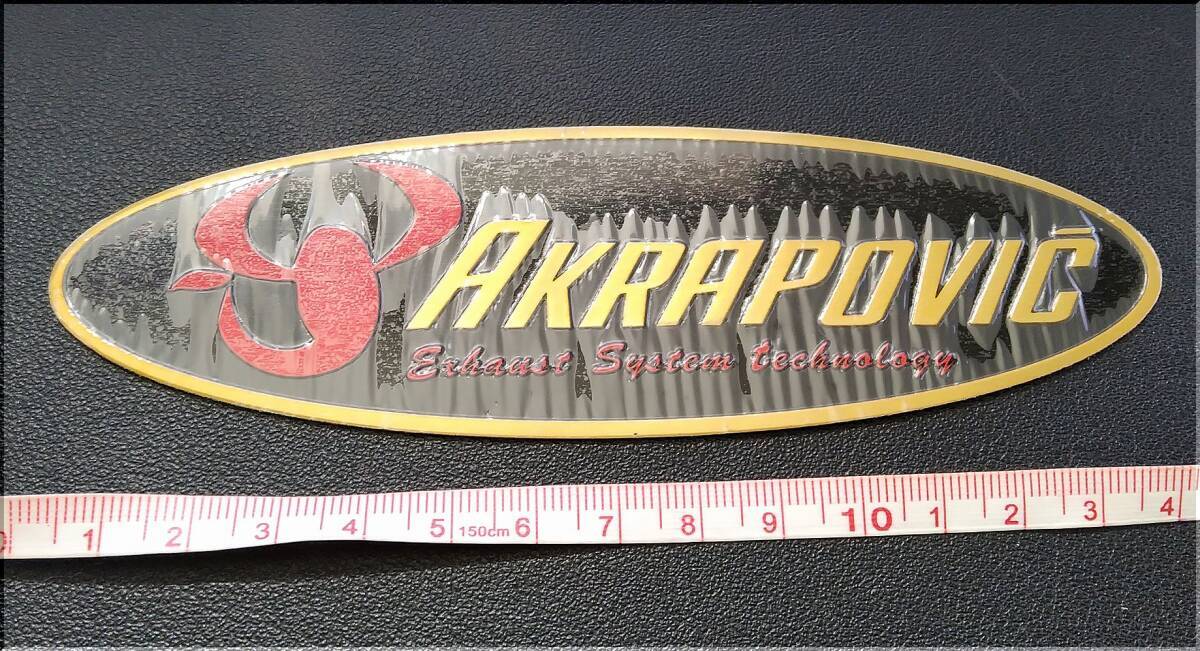 AKRAPOVIČ
Exhaust System technology
1 2 3 4 5 150cm 6 7 8 9 10 1 2 3 4